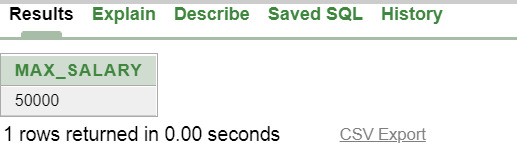 Results Explain Describe Saved SQL History
MAX_SALARY
50000
1 rows returned in 0.00 seconds CSV Export